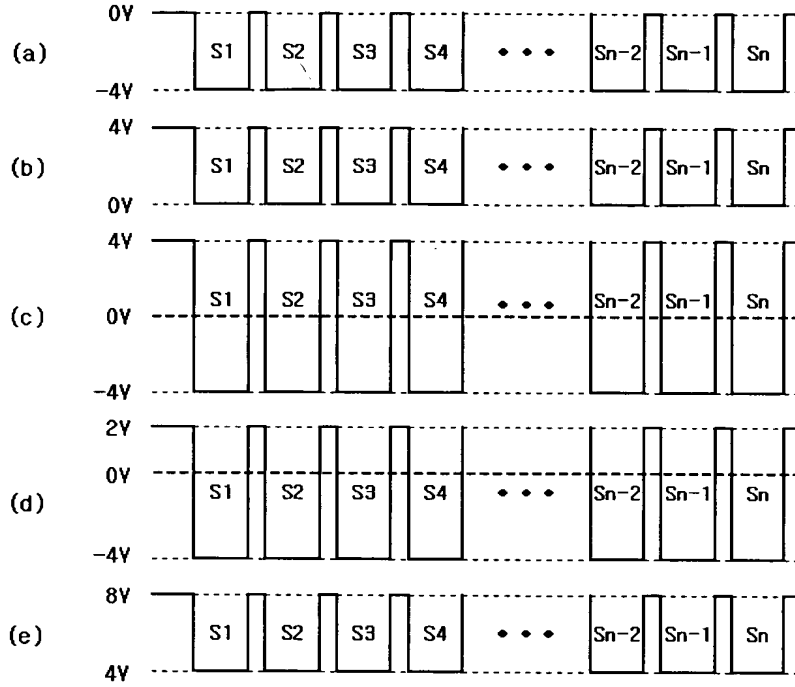 0V
(a) S1 S2 S3 S4 • • • Sn-2 Sn-1 Sn
-4V
4V
(b) S1 S2 S3 S4 • • • Sn-2 Sn-1 Sn
0V
4V
S1 S2 S3 S4 • • • Sn-2 Sn-1 Sn
(c) 0V
-4V
2V
0V
(d) S1 S2 S3 S4 • • • Sn-2 Sn-1 Sn
-4V
8V
(e) S1 S2 S3 S4 • • • Sn-2 Sn-1 Sn
4V